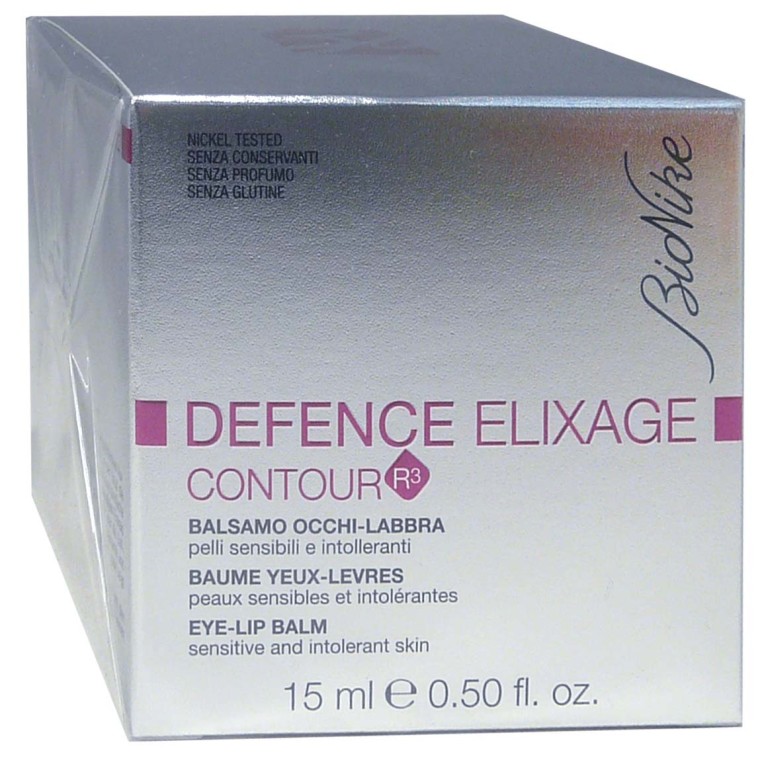 NICKEL TESTED
SENZA CONSERVANTI
SENZA PROFUMO
SENZA GLUTINE
BioNike
DEFENCE ELIXAGE
CONTOUR R3
BALSAMO OCCHI-LABBRA
pelli sensibili e intolleranti
BAUME YEUX-LEVRES
peaux sensibles et intolérantes
EYE-LIP BALM
sensitive and intolerant skin
15 ml e 0.50 fl. oz.